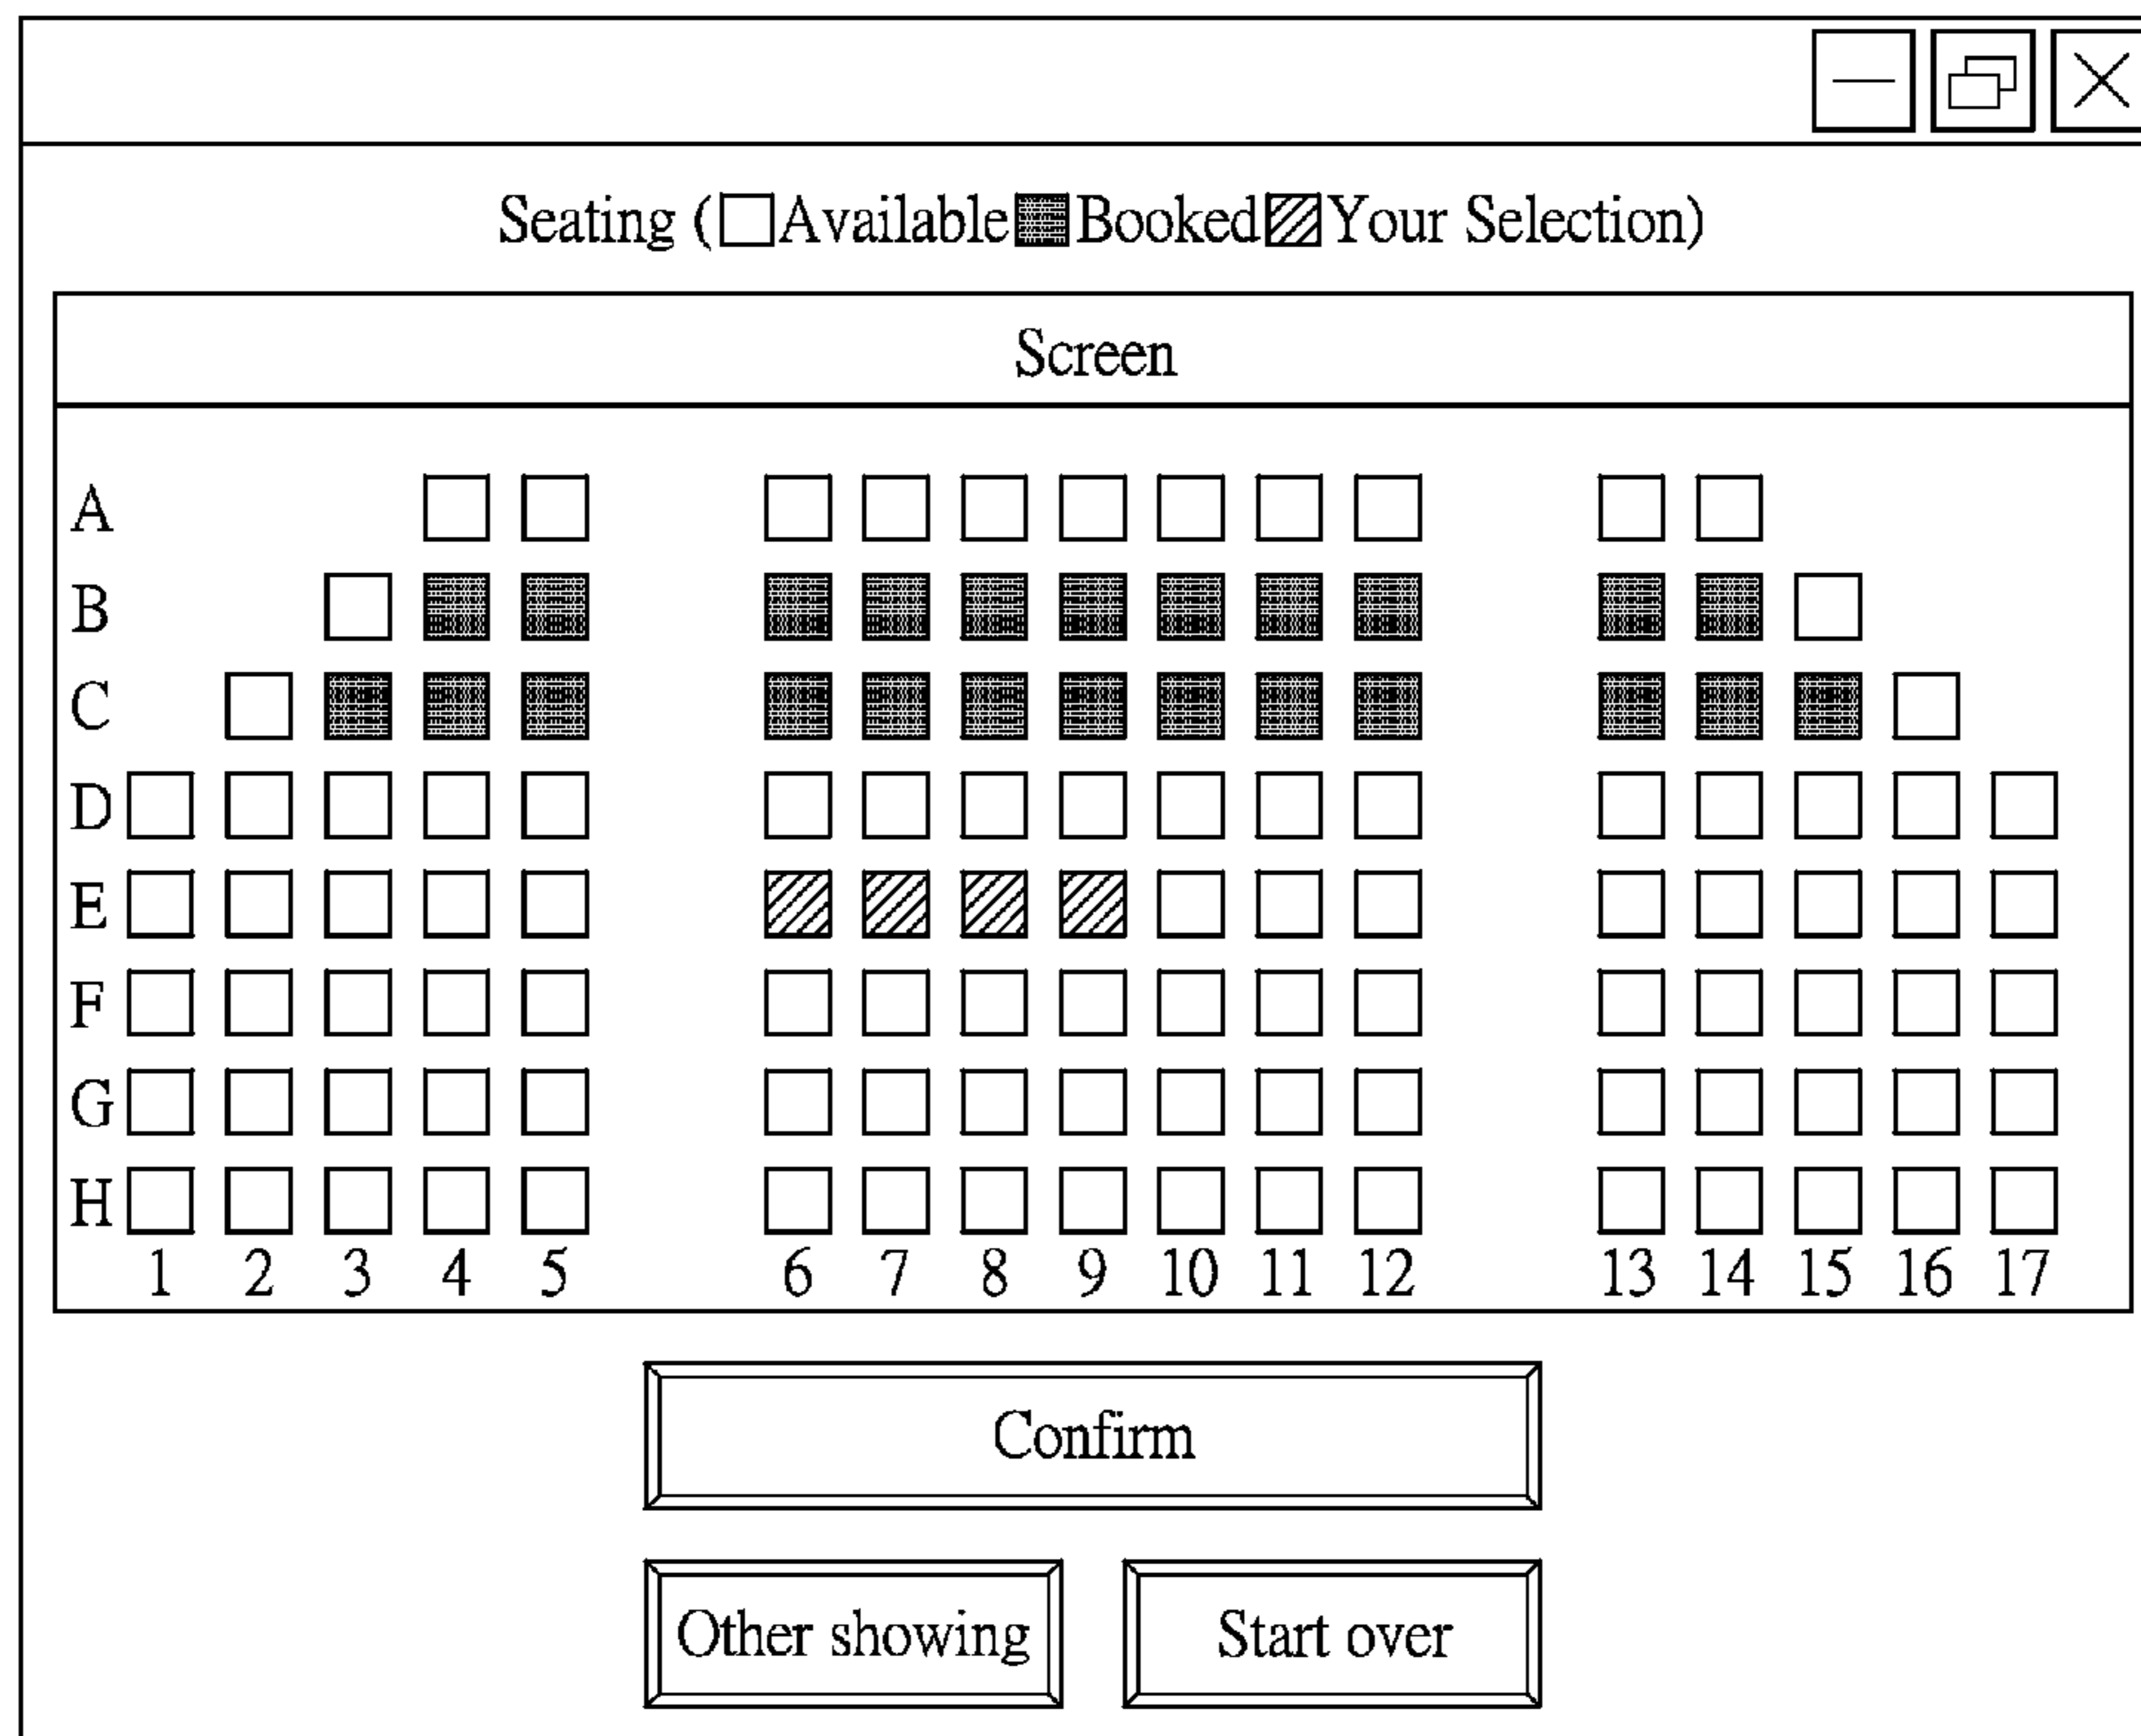 Seating (Available Booked Your Selection)
Screen
A
B
C
D
E
F
G
H
1 2 3 4 5 6 7 8 9 10 11 12 13 14 15 16 17
Confirm
Other showing Start over